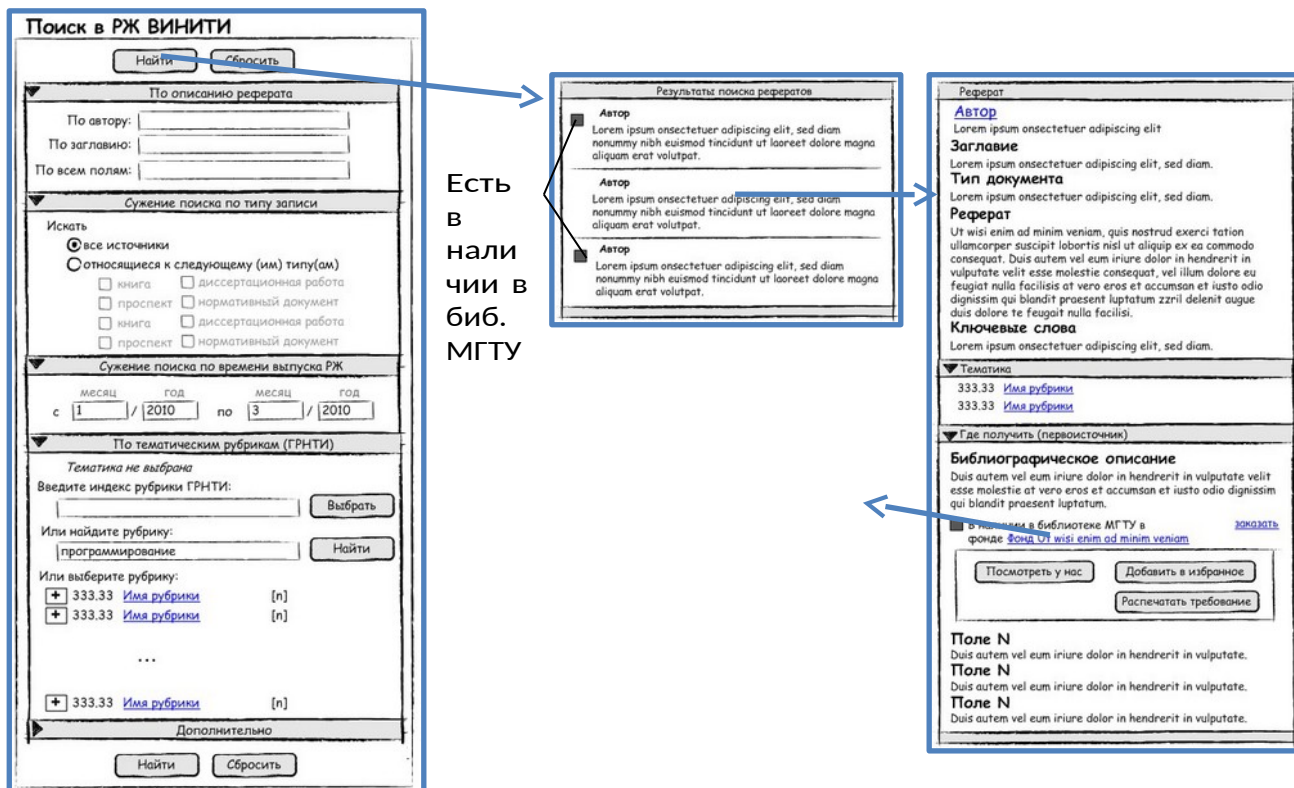 Поиск в РЖ ВИНИТИ
Найти Сбросить
По описанию реферата
По автору:
По заглавию:
По всем полям:
Сужение поиска по типу записи
Искать
все источники
относящиеся к следующему (им) типу(ам)
книга диссертационная работа
проспект нормативный документ
книга диссертационная работа
проспект нормативный документ
Сужение поиска по времени выпуска РЖ
месяц год месяц год
с 1 / 2010 по 3 / 2010
По тематическим рубрикам (ГРНТИ)
Тематика не выбрана
Введите индекс рубрики ГРНТИ:
Выбрать
Или найдите рубрику:
программирование Найти
Или выберите рубрику:
+ 333.33 Имя рубрики [n]
+ 333.33 Имя рубрики [n]
...
+ 333.33 Имя рубрики [n]
Дополнительно
Найти Сбросить
Есть
в
нали
чии в
биб.
МГТУ
Результаты поиска рефератов
Автор
Lorem ipsum onsectetuer adipiscing elit, sed diam
nonummy nibh euismod tincidunt ut laoreet dolore magna
aliquam erat volutpat.
Автор
Lorem ipsum onsectetuer adipiscing elit, sed diam
nonummy nibh euismod tincidunt ut laoreet dolore magna
aliquam erat volutpat.
Автор
Lorem ipsum onsectetuer adipiscing elit, sed diam
nonummy nibh euismod tincidunt ut laoreet dolore magna
aliquam erat volutpat.
Реферат
Автор
Lorem ipsum onsectetuer adipiscing elit
Заглавие
Lorem ipsum onsectetuer adipiscing elit, sed diam.
Тип документа
Lorem ipsum onsectetuer adipiscing elit, sed diam.
Реферат
Ut wisi enim ad minim veniam, quis nostrud exerci tation
ullamcorper suscipit lobortis nisl ut aliquip ex ea commodo
consequat. Duis autem vel eum iriure dolor in hendrerit in
vulputate velit esse molestie consequat, vel illum dolore eu
feugiat nulla facilisis at vero eros et accumsan et iusto odio
dignissim qui blandit praesent luptatum zzril delenit augue
duis dolore te feugait nulla facilisi.
Ключевые слова
Lorem ipsum onsectetuer adipiscing elit, sed diam.
Тематика
333.33 Имя рубрики
333.33 Имя рубрики
Где получить (первоисточник)
Библиографическое описание
Duis autem vel eum iriure dolor in hendrerit in vulputate velit
esse molestie at vero eros et accumsan et iusto odio dignissim
qui blandit praesent luptatum.
В наличии в библиотеке МГТУ в заказать
фонде Фонд Ut wisi enim ad minim veniam
Посмотреть у нас Добавить в избранное
Распечатать требование
Поле N
Duis autem vel eum iriure dolor in hendrerit in vulputate.
Поле N
Duis autem vel eum iriure dolor in hendrerit in vulputate.
Поле N
Duis autem vel eum iriure dolor in hendrerit in vulputate.